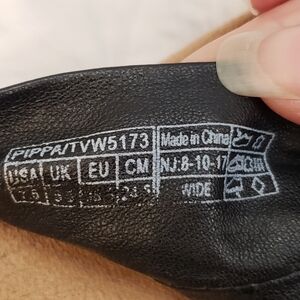 PIPPA/TVW5173 Made in China
USA UK EU CM NJ-8-10-17
WIDE